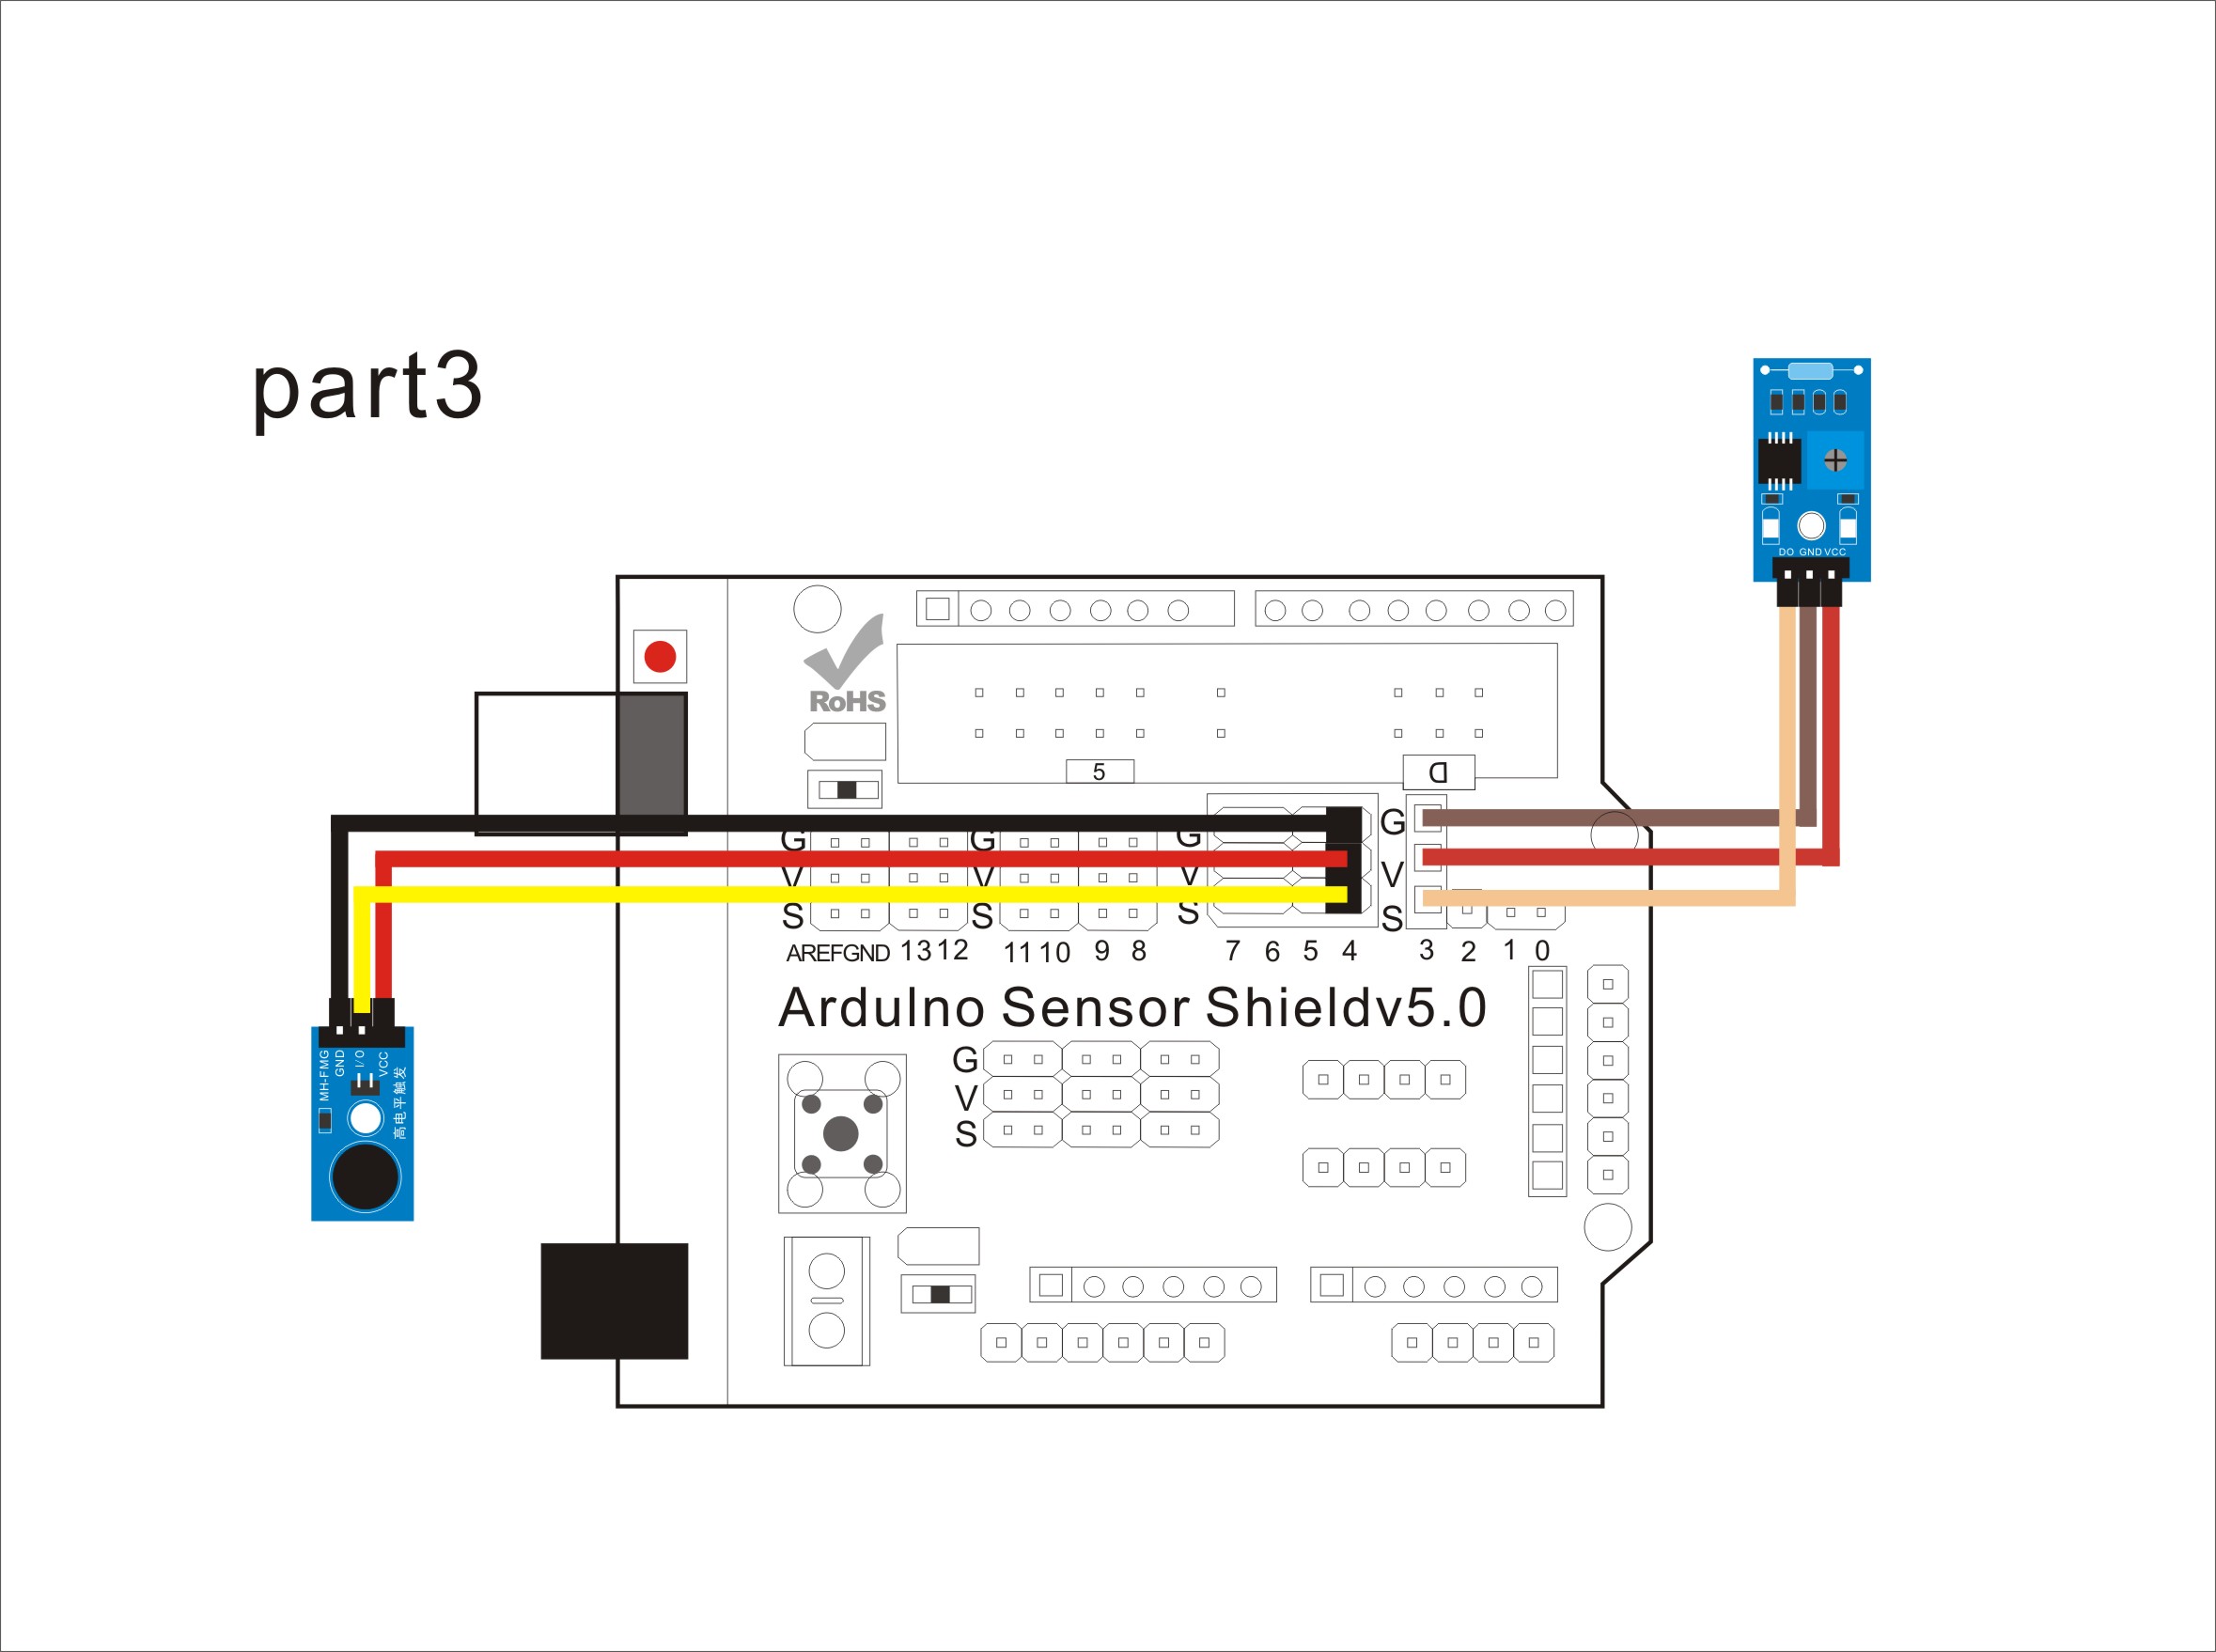 part3
DO GND VCC
RoHS
5
D
G G G G
V V V V
S S S S
AREFGND 13 12 11 10 9 8 7 6 5 4 3 2 1 0
Ardulno Sensor Shieldv5.0
G
V
S
MH-FMG
GND
I/O
VCC
高电平触发